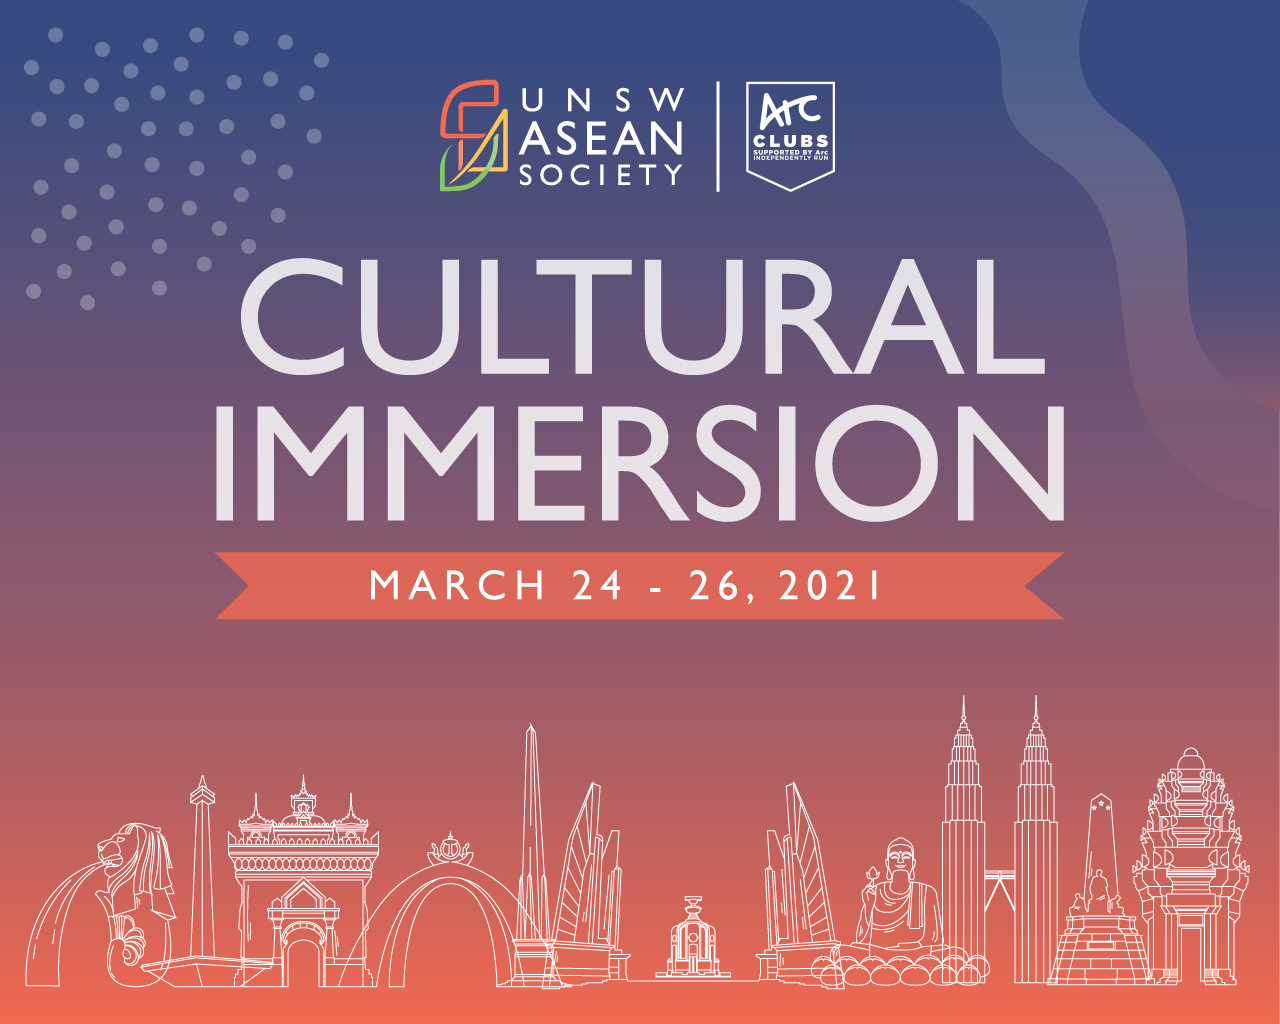 UNSW
ASEAN
SOCIETY
Arc
CLUBS
SUPPORTED BY Arc
INDEPENDENTLY RUN
CULTURAL
IMMERSION
MARCH 24 - 26, 2021